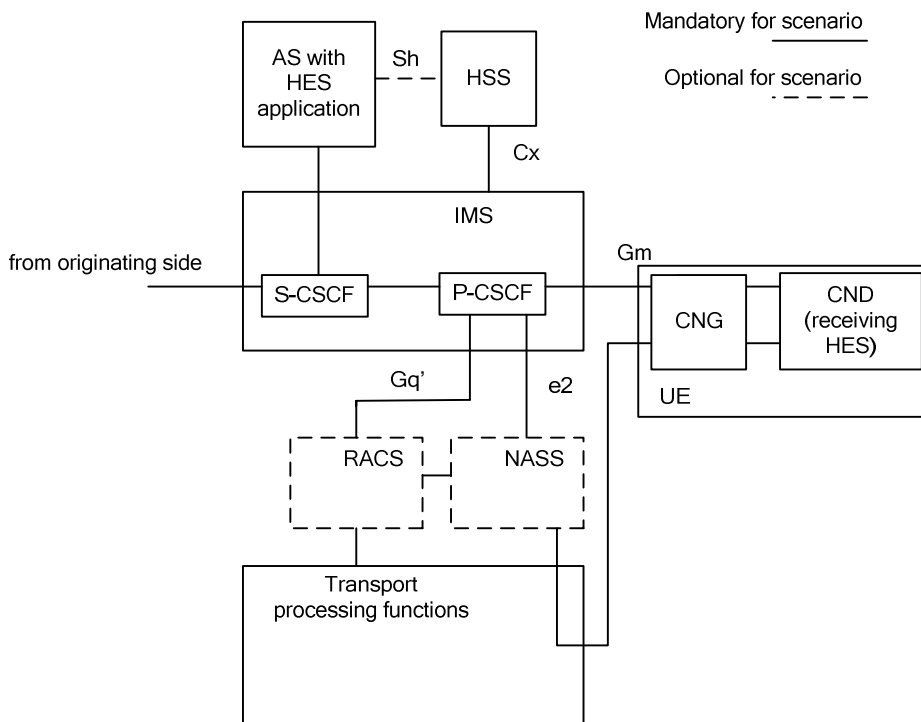 Mandatory for scenario
Optional for scenario
AS with
HES
application
Sh
HSS
Cx
IMS
from originating side
S-CSCF
P-CSCF
Gm
CNG
CND
(receiving
HES)
UE
Gq’
e2
RACS
NASS
Transport
processing functions